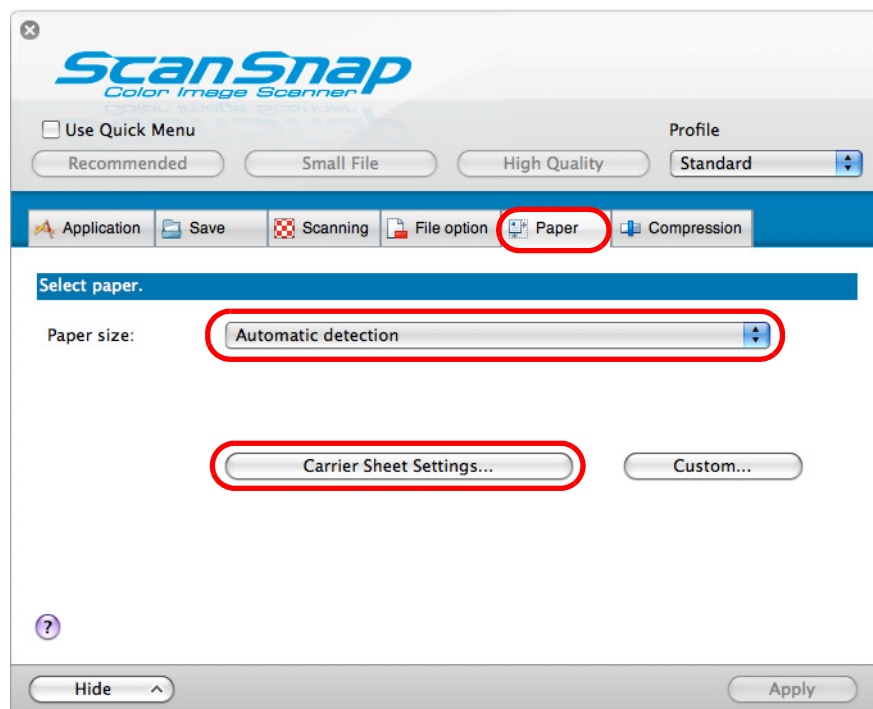 ScanSnap
Color Image Scanner
Use Quick Menu
Profile
Recommended Small File High Quality Standard
Application Save Scanning File option Paper Compression
Select paper.
Paper size: Automatic detection
Carrier Sheet Settings... Custom...
?
Hide Apply